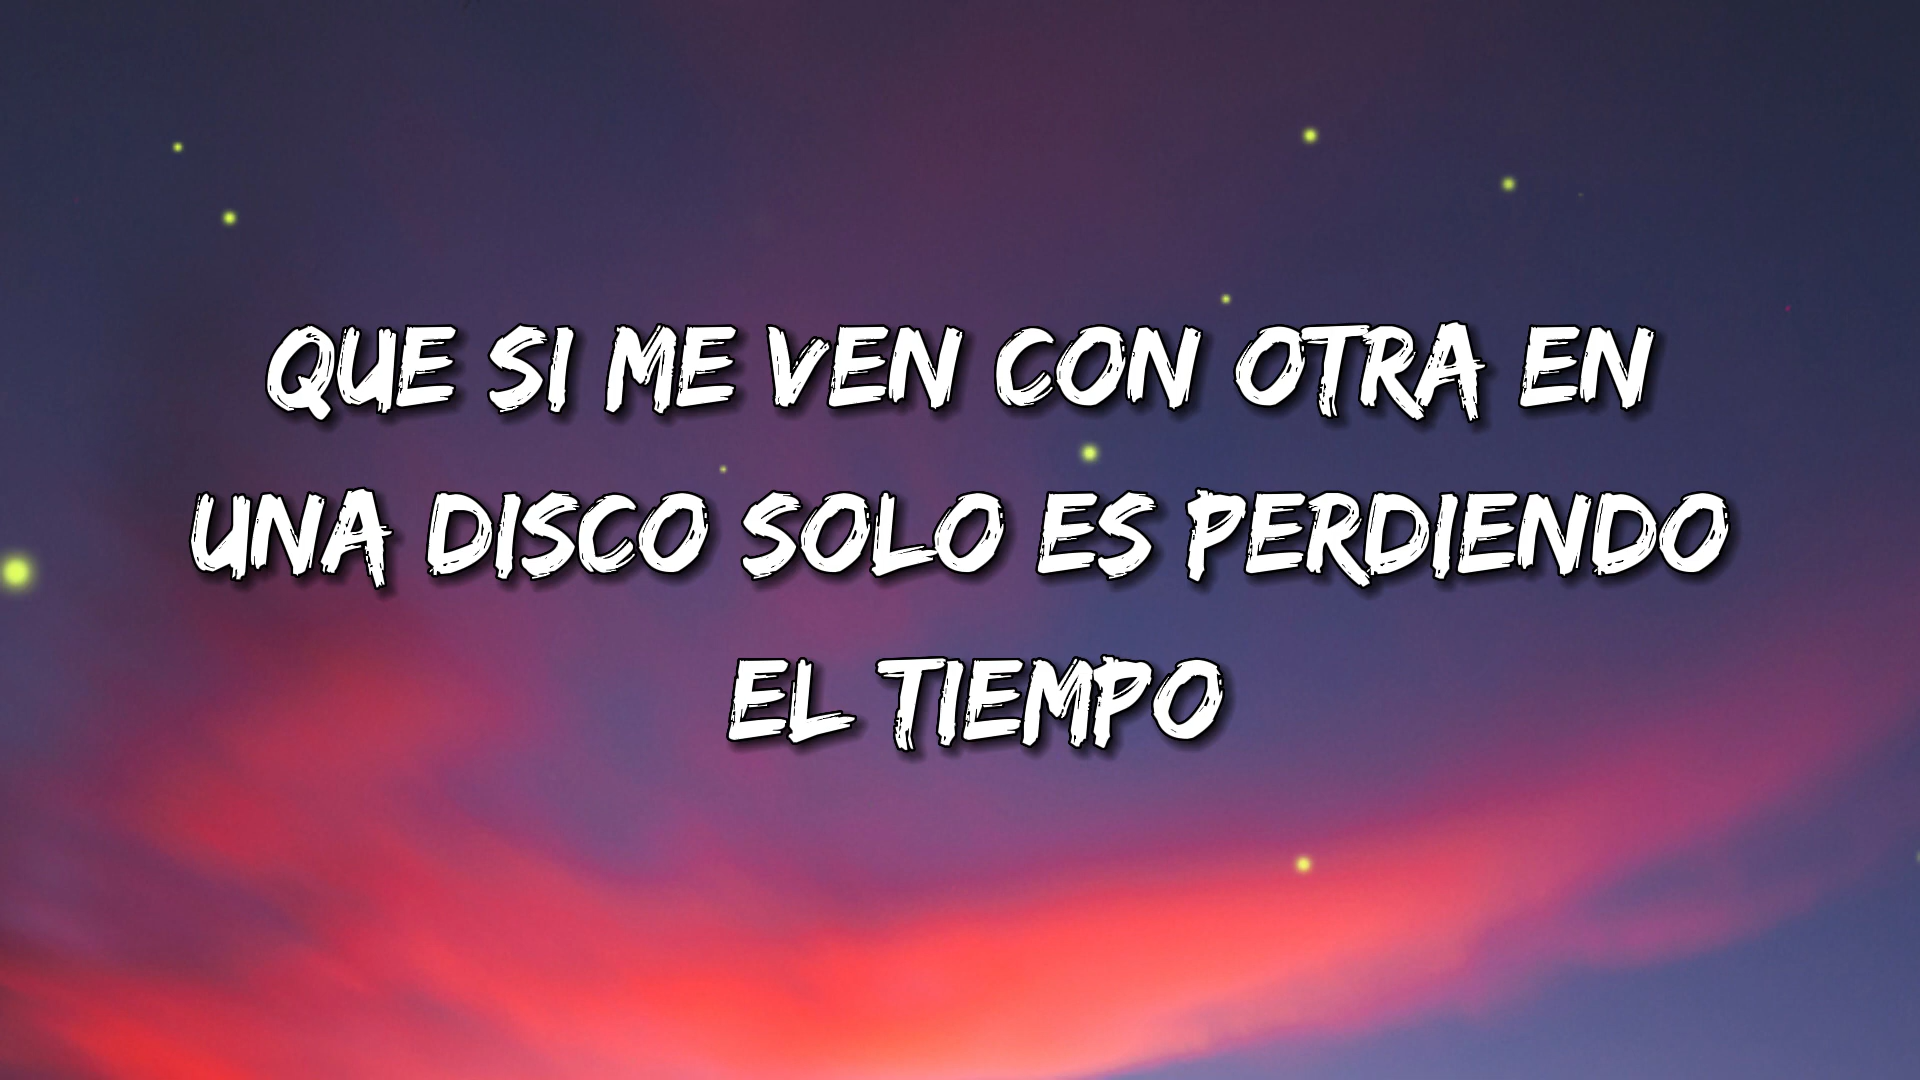 QUE SI ME VEN CON OTRA EN
UNA DISCO SOLO ES PERDIENDO
EL TIEMPO